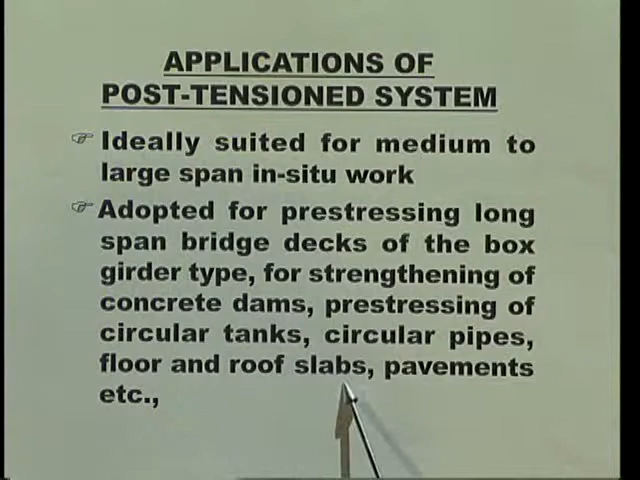 APPLICATIONS OF
POST-TENSIONED SYSTEM
Ideally suited for medium to
large span in-situ work
Adopted for prestressing long
span bridge decks of the box
girder type, for strengthening of
concrete dams, prestressing of
circular tanks, circular pipes,
floor and roof slabs, pavements
etc.,